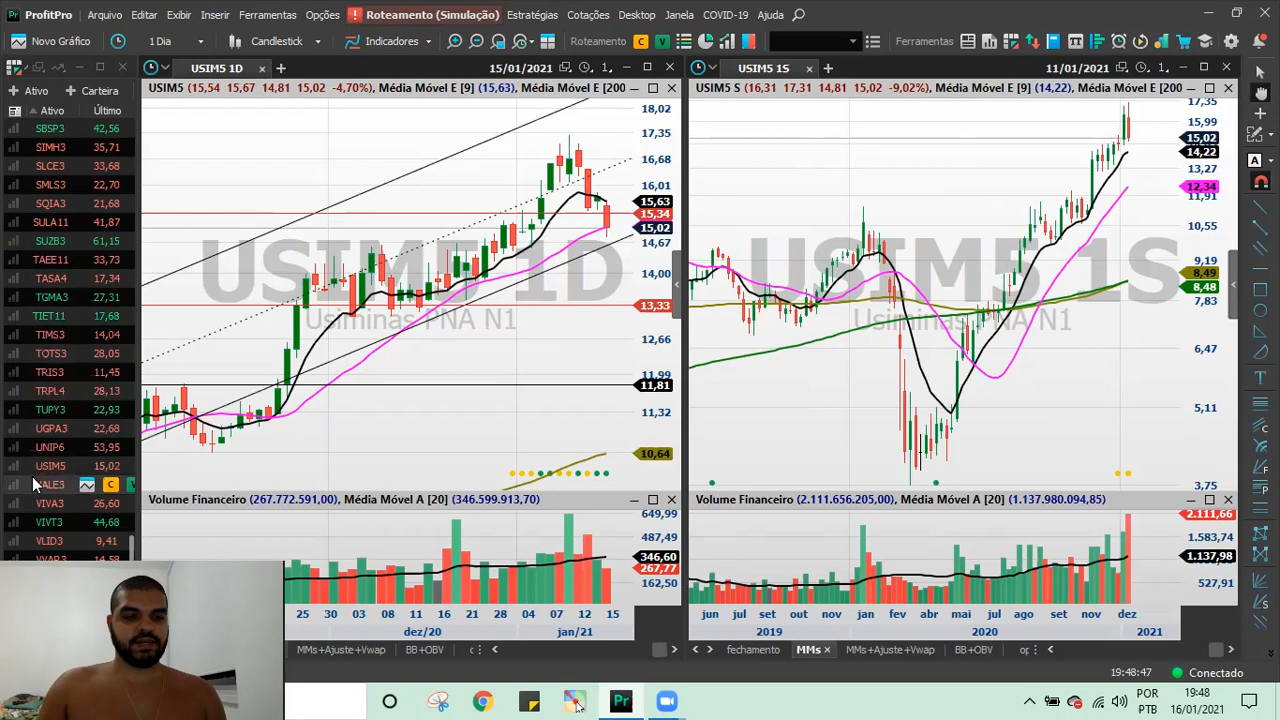 ProfitPro Arquivo Editar Exibir Inserir Ferramentas Opções Roteamento (Simulação) Estratégias Cotações Desktop Janela COVID-19 Ajuda
Novo Gráfico 1 Dia Candlestick Indicadores Roteamento C V Ferramentas
USIM5 1D 15/01/2021 1
USIM5 1S 11/01/2021 1
Ativo Carteira
USIM5 (15,54 15,67 14,81 15,02 -4,70%), Média Móvel E [9] (15,63), Média Móvel E [200
USIM5 S (16,31 17,31 14,81 15,02 -9,02%), Média Móvel E [9] (14,22), Média Móvel E [200
Ativo Último
SBSP3 42,56
SIMH3 35,71
SLCE3 33,68
SMLS3 22,70
SQIA3 21,68
SULA11 41,87
SUZB3 61,15
TAEE11 33,73
TASA4 17,34
TGMA3 27,31
TIET11 17,68
TIMS3 14,04
TOTS3 28,05
TRIS3 11,45
TRPL4 28,13
TUPY3 22,93
UGPA3 22,68
UNIP6 53,95
USIM5 15,02
VALE3 C V
VIVA3 26,60
VIVT3 44,68
VLID3 9,41
VVAR3 14,58
USIM5 1D
Usiminas PNA N1
18,02
17,35
16,68
16,01
15,63
15,34
15,02
14,67
14,00
13,33
12,66
11,99
11,81
11,32
10,64
USIM5 1S
Usiminas PNA N1
17,35
15,99
15,02
14,22
13,27
12,34
11,91
10,55
9,19
8,49
8,48
7,83
6,47
5,11
3,75
Volume Financeiro (267.772.591,00) Média Móvel A [20] (346.599.913,70)
649,99
487,49
346,60
267,77
162,50
25 30 03 08 11 16 21 28 04 07 12 15
dez/20 jan/21
Volume Financeiro (2.111.656.205,00) Média Móvel A [20] (1.137.980.094,85)
2.111,66
1.583,74
1.137,98
527,91
jun jul set out nov jan fev abr mai jul ago set nov dez
2019 2020 2021
MMs+Ajuste+Vwap BB+OBV
fechamento MMs MMs+Ajuste+Vwap BB+OBV
19:48:47 Conectado
Pr
POR
PTB
19:48
16/01/2021